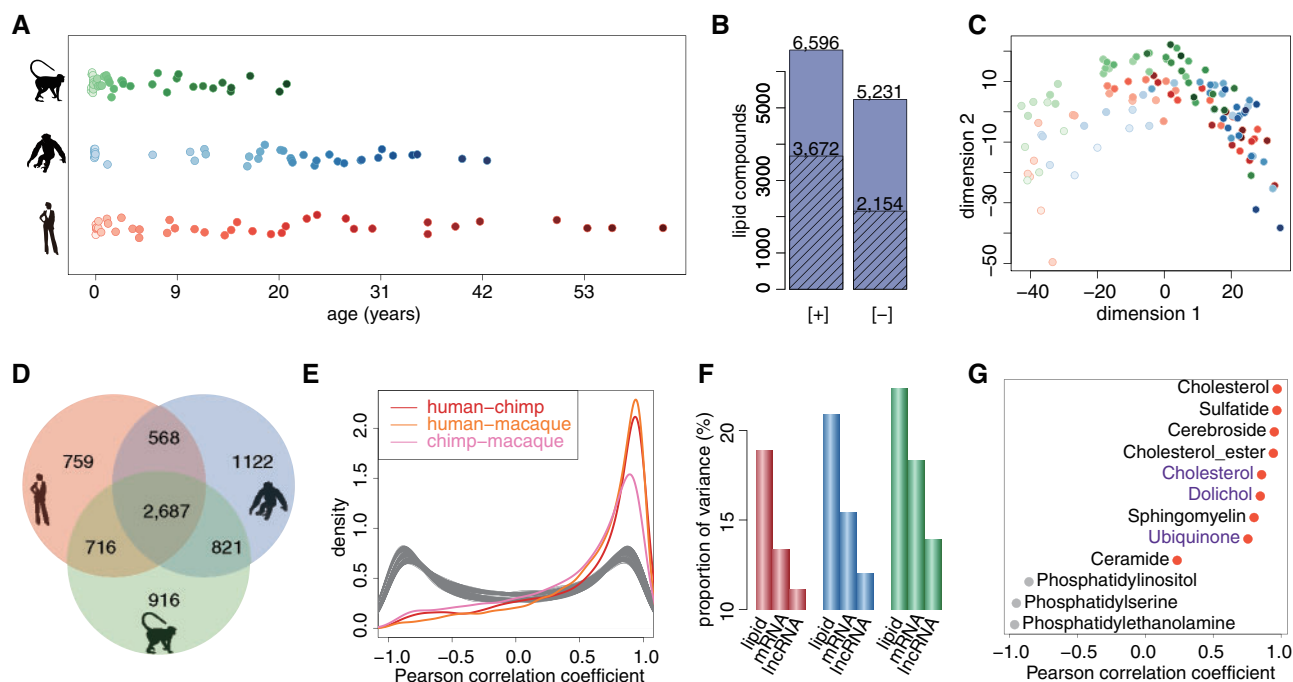 A
0 9 20 31 42 53
age (years)
B
lipid compounds
0 1000 3000 5000
6,596
3,672
5,231
2,154
[+] [−]
C
dimension 2
10
−10
−30
−50
−40 −20 0 20
dimension 1
D
568
759
1122
2,687
716
821
916
E
human−chimp
human−macaque
chimp−macaque
density
0.0 0.5 1.0 1.5 2.0
−1.0 −0.5 0.0 0.5 1.0
Pearson correlation coefficient
F
proportion of variance (%)
10 15 20
lipid mRNA lncRNA
lipid mRNA lncRNA
lipid mRNA lncRNA
G
Cholesterol
Sulfatide
Cerebroside
Cholesterol_ester
Cholesterol
Dolichol
Sphingomyelin
Ubiquinone
Ceramide
Phosphatidylinositol
Phosphatidylserine
Phosphatidylethanolamine
−1.0 −0.5 0.0 0.5 1.0
Pearson correlation coefficient